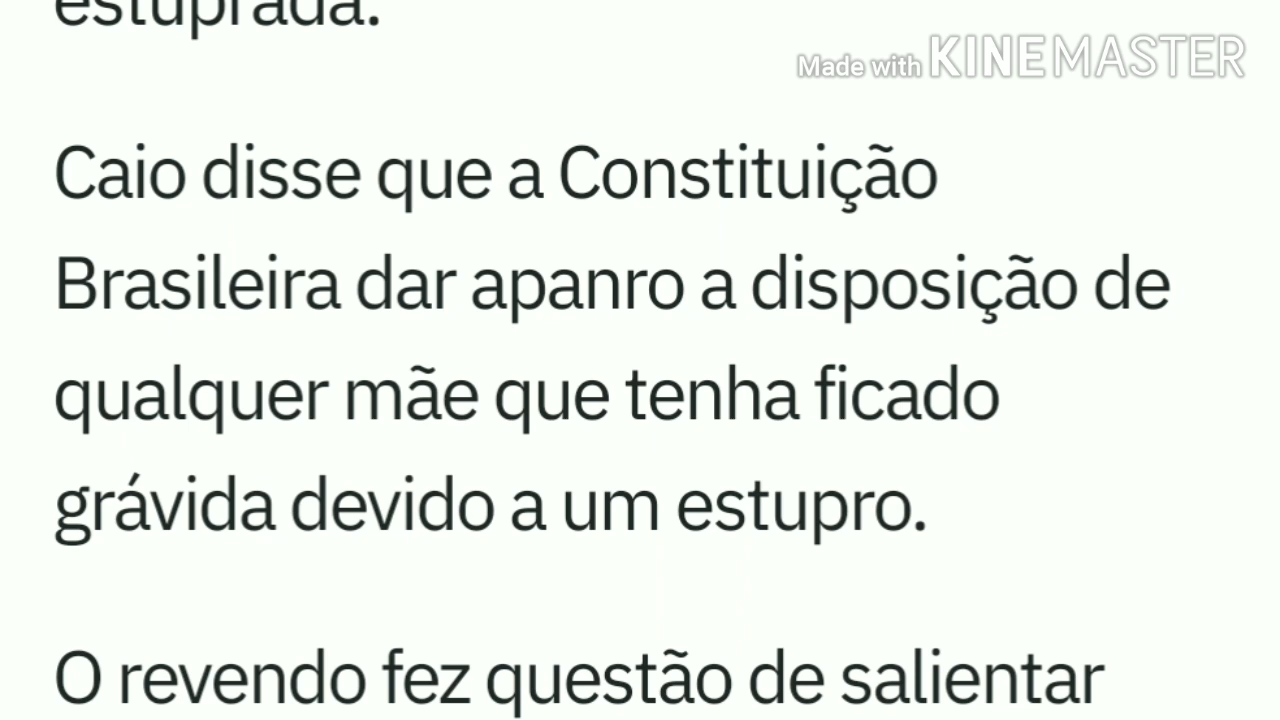 estuprada.
Made with KINEMASTER
Caio disse que a Constituição
Brasileira dar apanro a disposição de
qualquer mãe que tenha ficado
grávida devido a um estupro.
O revendo fez questão de salientar